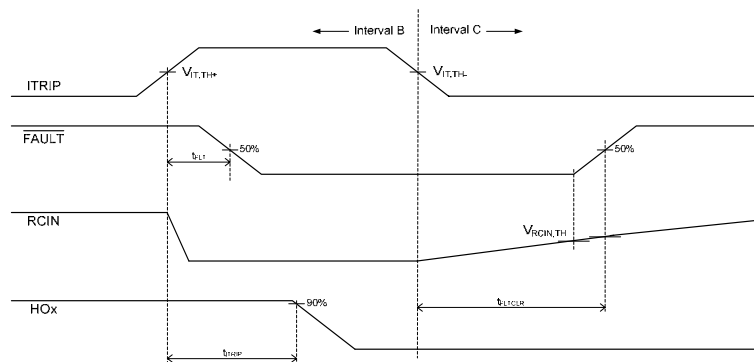 Interval B Interval C
VIT,TH+ VIT,TH-
ITRIP
FAULT
50% 50%
tFLT
RCIN
VRCIN,TH
HOx
90%
tFLTCLR
tITRIP